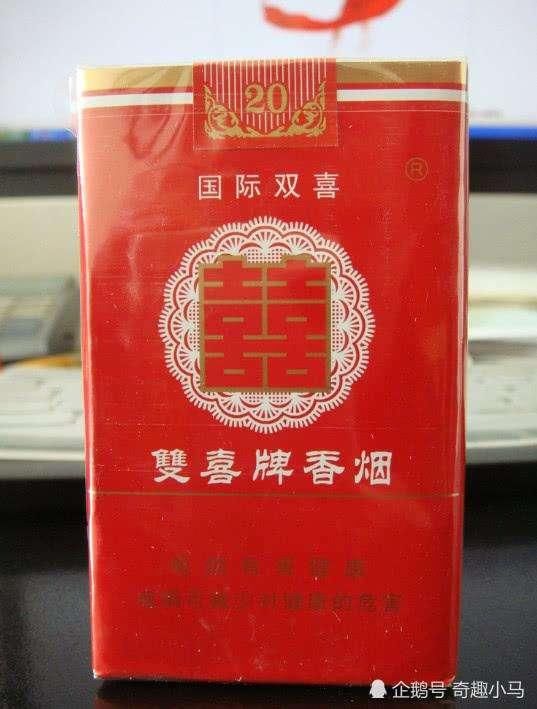 20
国际双喜
®
囍
雙喜牌香烟
吸烟有害健康
戒烟可减少对健康的危害
企鹅号 奇趣小马